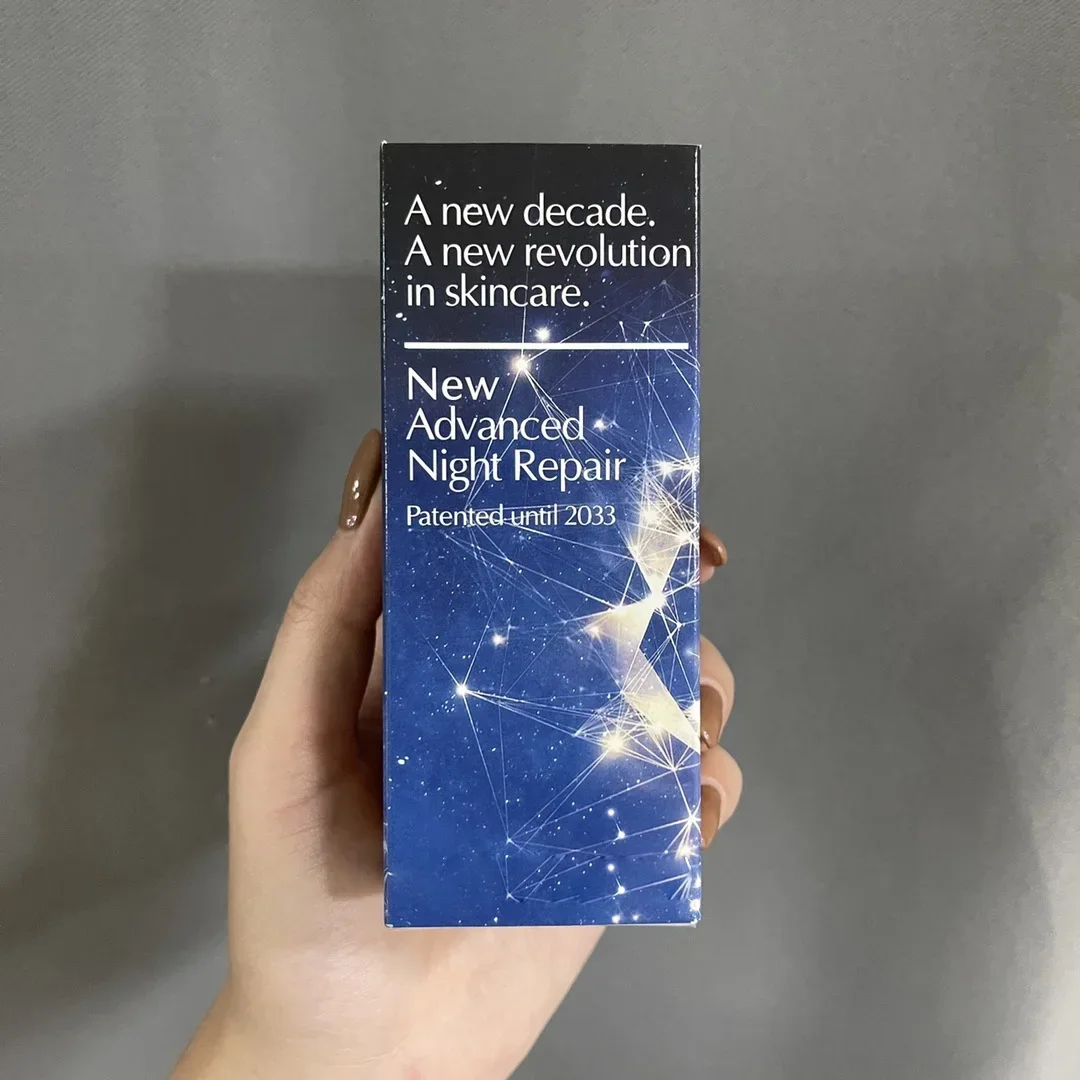 A new decade.
A new revolution
in skincare.
New
Advanced
Night Repair
Patented until 2033